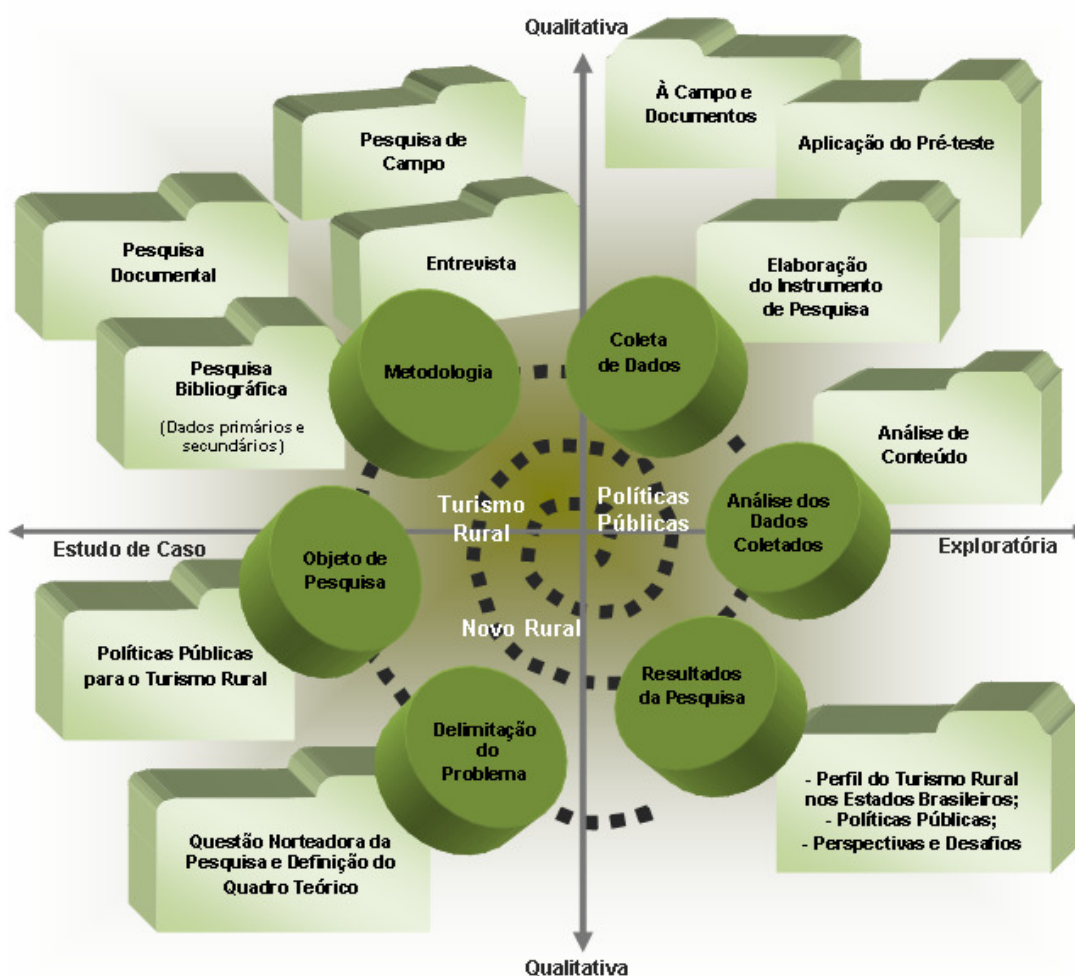 Qualitativa
À Campo e
Documentos
Aplicação do Pré-teste
Pesquisa de
Campo
Pesquisa
Documental
Entrevista
Elaboração
do Instrumento
de Pesquisa
Pesquisa
Bibliográfica
(Dados primários e
secundários)
Metodologia
Coleta
de Dados
Análise de
Conteúdo
Turismo
Rural
Políticas
Públicas
Análise dos
Dados
Coletados
Estudo de Caso
Exploratória
Objeto de
Pesquisa
Novo Rural
Políticas Públicas
para o Turismo Rural
Resultados
da Pesquisa
Delimitação
do
Problema
- Perfil do Turismo Rural
nos Estados Brasileiros;
- Políticas Públicas;
- Perspectivas e Desafios
Questão Norteadora da
Pesquisa e Definição do
Quadro Teórico
Qualitativa